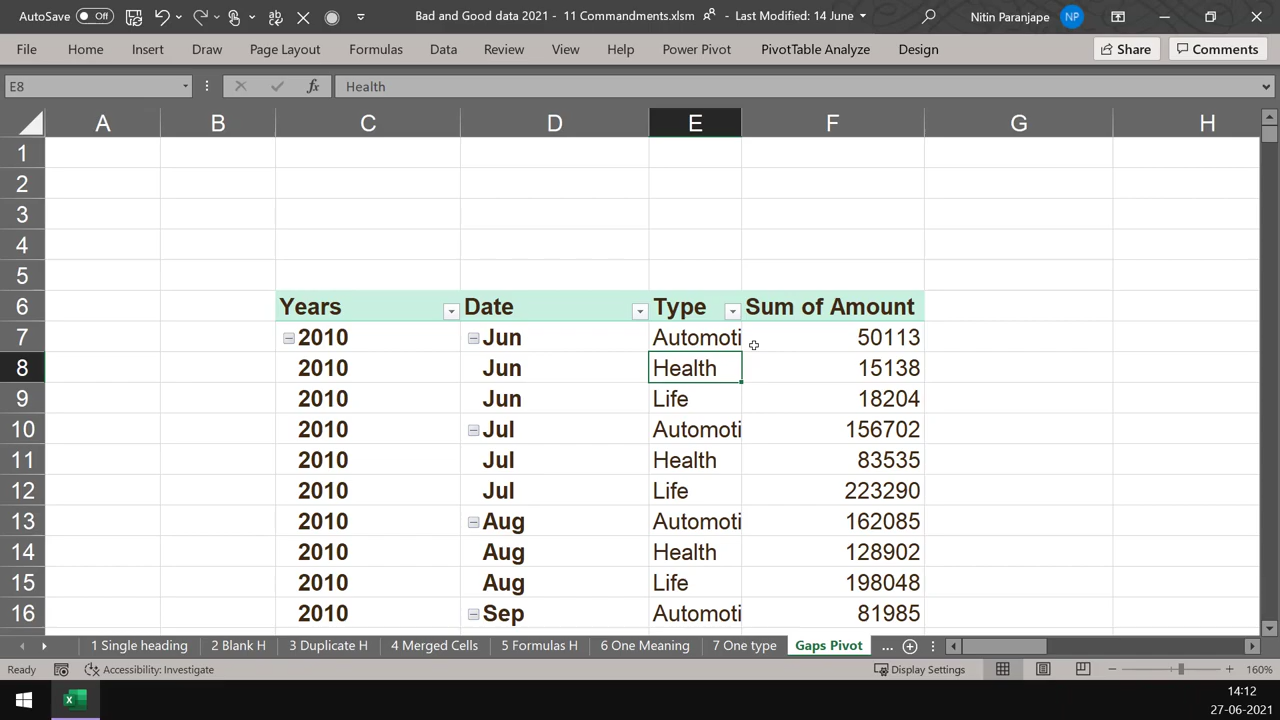 AutoSave Off Bad and Good data 2021 - 11 Commandments.xlsm Last Modified: 14 June Nitin Paranjape NP
File Home Insert Draw Page Layout Formulas Data Review View Help Power Pivot PivotTable Analyze Design Share Comments
E8 fx Health
A B C D E F G H
1
2
3
4
5
6 Years Date Type Sum of Amount
7 2010 Jun Automoti 50113
8 2010 Jun Health 15138
9 2010 Jun Life 18204
10 2010 Jul Automoti 156702
11 2010 Jul Health 83535
12 2010 Jul Life 223290
13 2010 Aug Automoti 162085
14 2010 Aug Health 128902
15 2010 Aug Life 198048
16 2010 Sep Automoti 81985
1 Single heading 2 Blank H 3 Duplicate H 4 Merged Cells 5 Formulas H 6 One Meaning 7 One type Gaps Pivot ...
Ready Accessibility: Investigate Display Settings 160%
14:12
27-06-2021